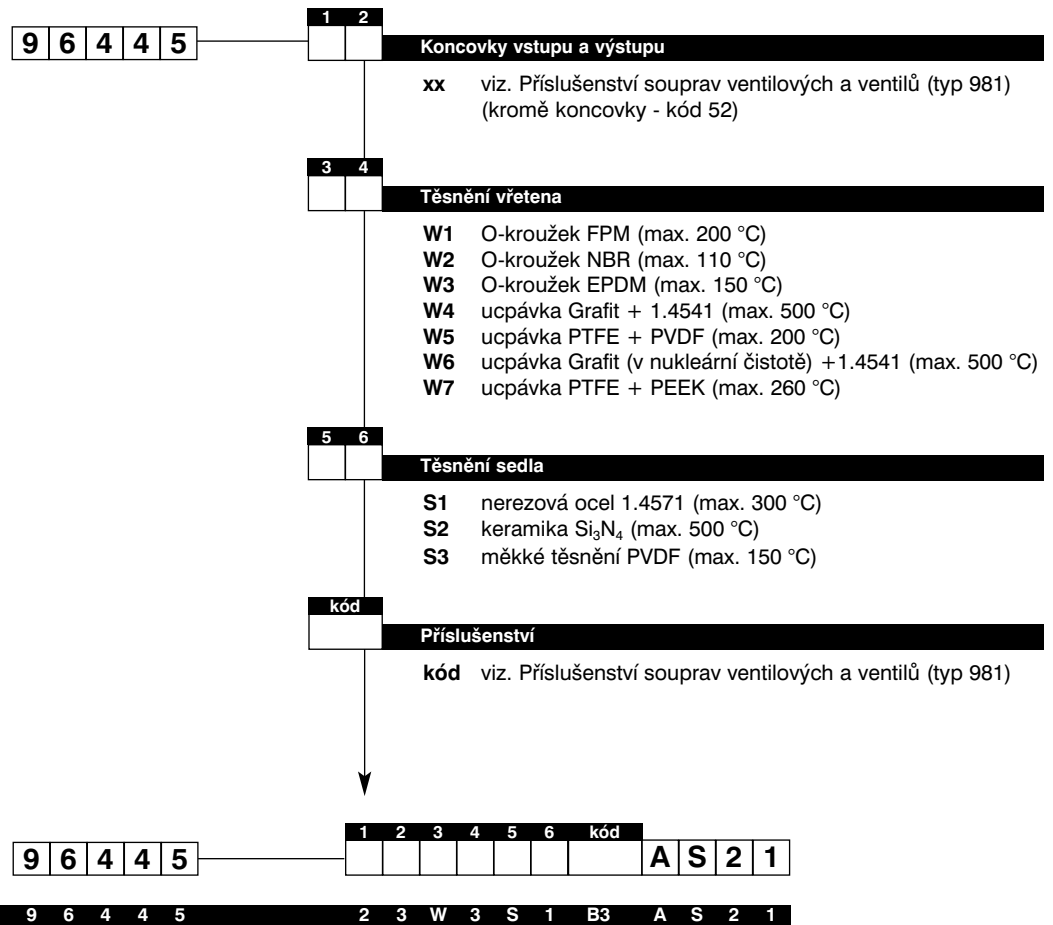 1 2
9 6 4 4 5
Koncovky vstupu a výstupu
xx viz. Příslušenství souprav ventilových a ventilů (typ 981)
(kromě koncovky - kód 52)
3 4
Těsnění vřetena
W1 O-kroužek FPM (max. 200 °C)
W2 O-kroužek NBR (max. 110 °C)
W3 O-kroužek EPDM (max. 150 °C)
W4 ucpávka Grafit + 1.4541 (max. 500 °C)
W5 ucpávka PTFE + PVDF (max. 200 °C)
W6 ucpávka Grafit (v nukleární čistotě) +1.4541 (max. 500 °C)
W7 ucpávka PTFE + PEEK (max. 260 °C)
5 6
Těsnění sedla
S1 nerezová ocel 1.4571 (max. 300 °C)
S2 keramika Si₃N₄ (max. 500 °C)
S3 měkké těsnění PVDF (max. 150 °C)
kód
Příslušenství
kód viz. Příslušenství souprav ventilových a ventilů (typ 981)
1 2 3 4 5 6 kód
9 6 4 4 5 A S 2 1
9 6 4 4 5 2 3 W 3 S 1 B3 A S 2 1